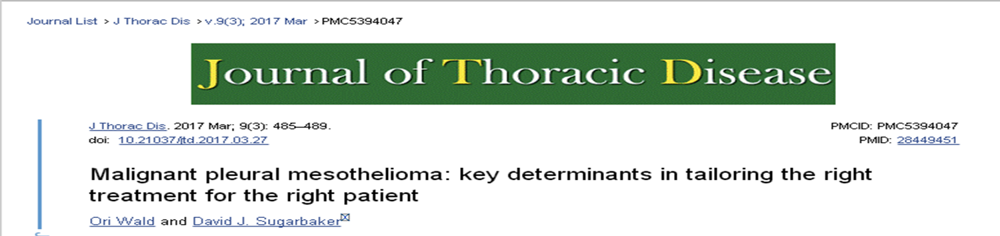 Journal List > J Thorac Dis > v.9(3); 2017 Mar > PMC5394047
Journal of Thoracic Disease
J Thorac Dis. 2017 Mar; 9(3): 485–489.
PMCID: PMC5394047
doi: 10.21037/jtd.2017.03.27
PMID: 28449451
Malignant pleural mesothelioma: key determinants in tailoring the right
treatment for the right patient
Ori Wald and David J. Sugarbaker